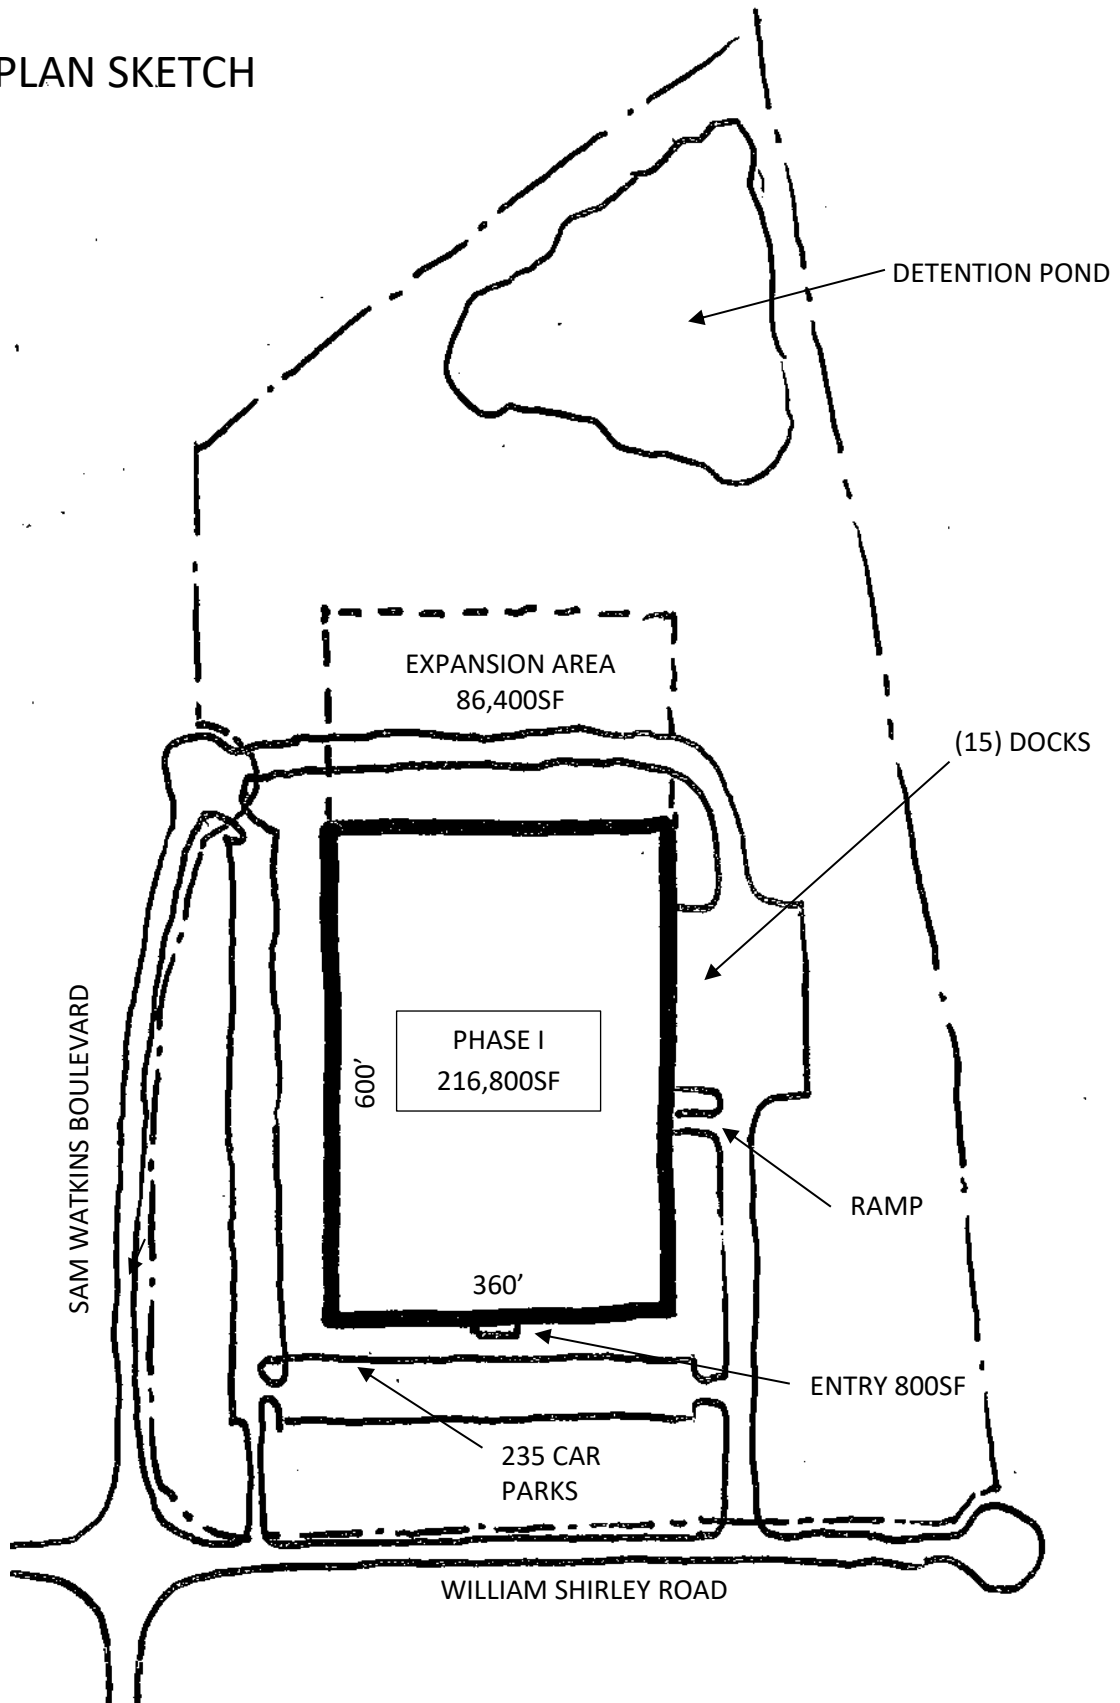 PLAN SKETCH
DETENTION POND
EXPANSION AREA
86,400SF
(15) DOCKS
PHASE I
216,800SF
600’
SAM WATKINS BOULEVARD
RAMP
360’
ENTRY 800SF
235 CAR
PARKS
WILLIAM SHIRLEY ROAD